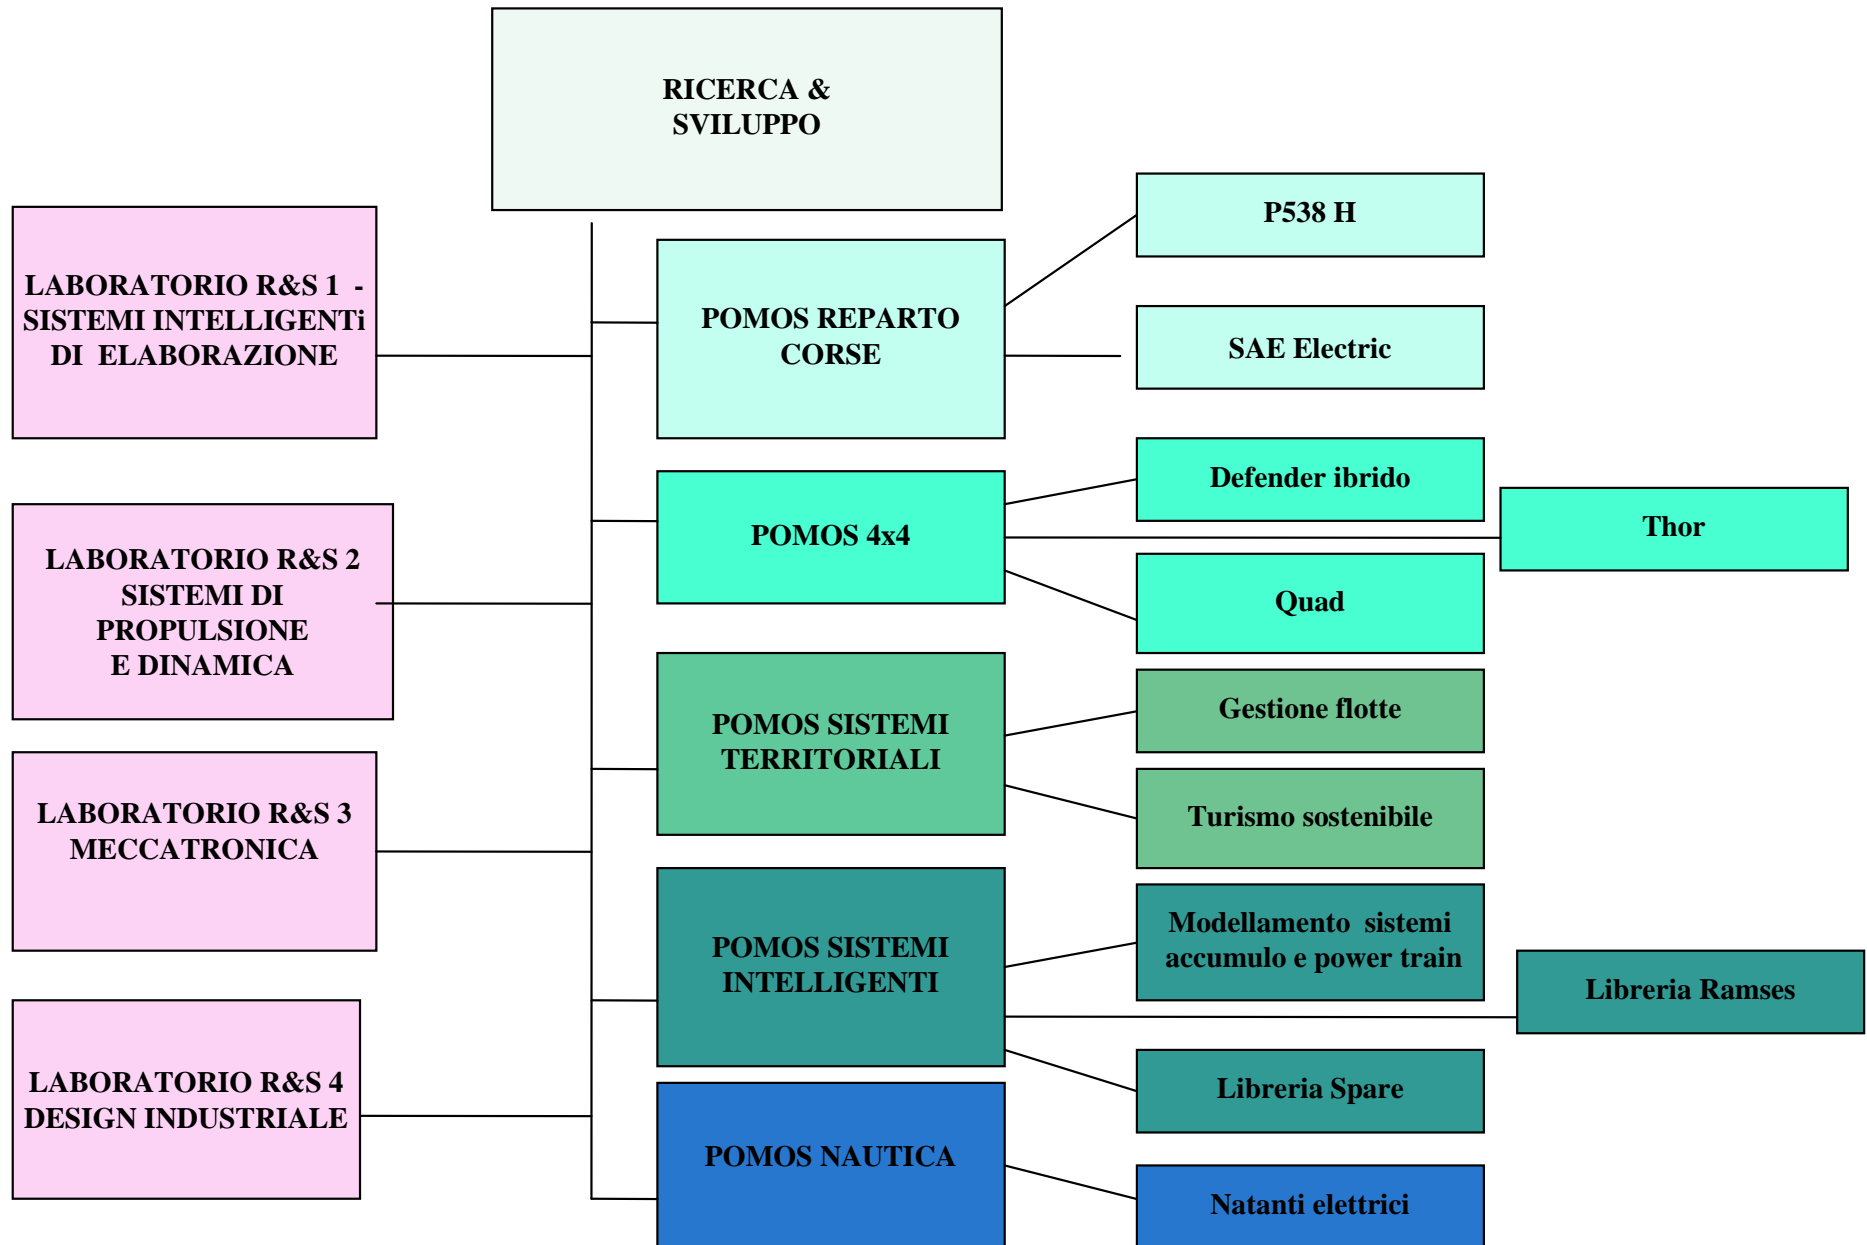 RICERCA &
SVILUPPO
LABORATORIO R&S 1 -
SISTEMI INTELLIGENTi
DI ELABORAZIONE
LABORATORIO R&S 2
SISTEMI DI
PROPULSIONE
E DINAMICA
LABORATORIO R&S 3
MECCATRONICA
LABORATORIO R&S 4
DESIGN INDUSTRIALE
POMOS REPARTO
CORSE
P538 H
SAE Electric
POMOS 4x4
Defender ibrido
Thor
Quad
POMOS SISTEMI
TERRITORIALI
Gestione flotte
Turismo sostenibile
POMOS SISTEMI
INTELLIGENTI
Modellamento sistemi
accumulo e power train
Libreria Ramses
Libreria Spare
POMOS NAUTICA
Natanti elettrici